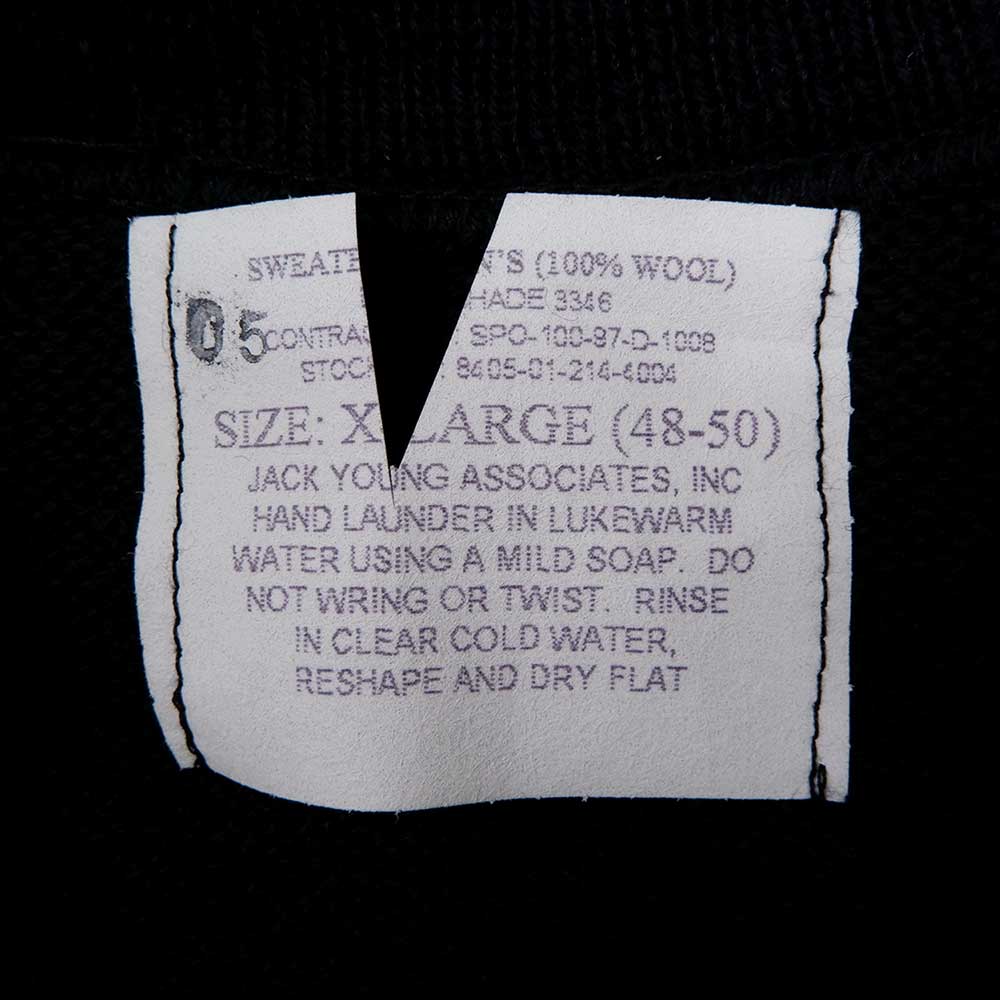 SWEATE N'S (100% WOOL)
HADE 3346
05
CONTRAC SPO-100-97-D-1008
STOCK : 8405-01-214-4004
SIZE: X LARGE (48-50)
JACK YOUNG ASSOCIATES, INC
HAND LAUNDER IN LUKEWARM
WATER USING A MILD SOAP. DO
NOT WRING OR TWIST. RINSE
IN CLEAR COLD WATER,
RESHAPE AND DRY FLAT